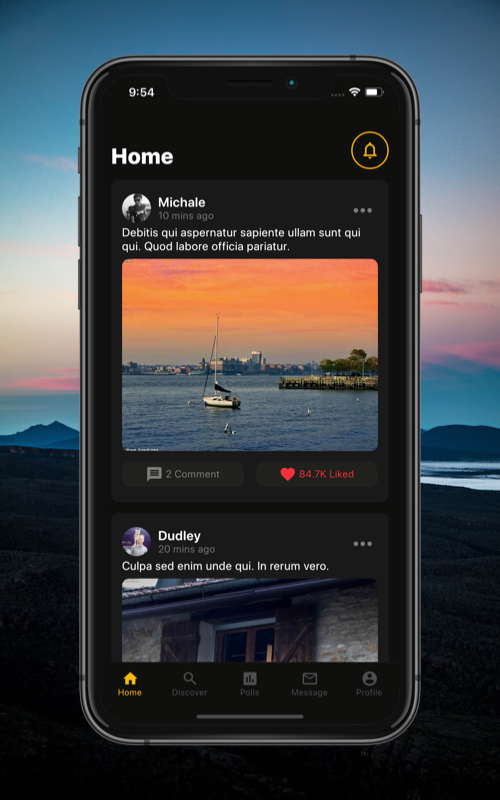 9:54
Home
Michale
10 mins ago
Debitis qui aspernatur sapiente ullam sunt qui
qui. Quod labore officia pariatur.
2 Comment
84.7K Liked
Dudley
20 mins ago
Culpa sed enim unde qui. In rerum vero.
Home
Discover
Polls
Message
Profile